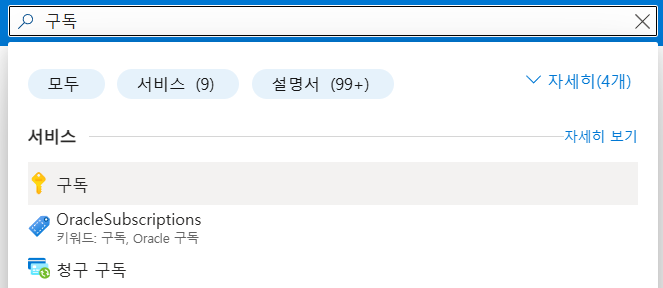 구독
모두
서비스 (9)
설명서 (99+)
자세히(4개)
서비스
자세히 보기
구독
OracleSubscriptions
키워드: 구독, Oracle 구독
청구 구독